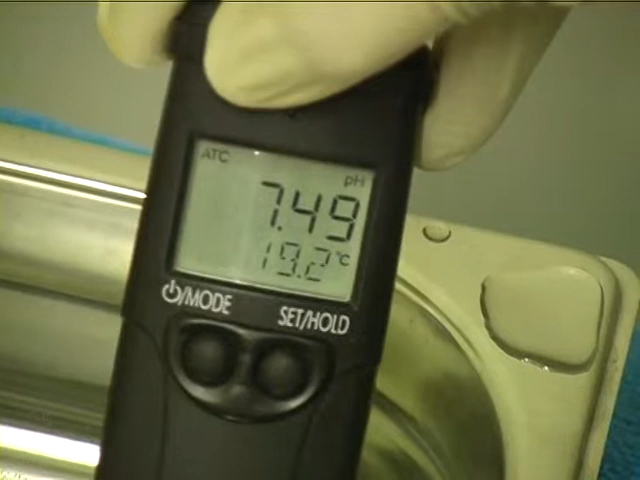 ATC
pH
7.49
19.2°C
⏻/MODE SET/HOLD